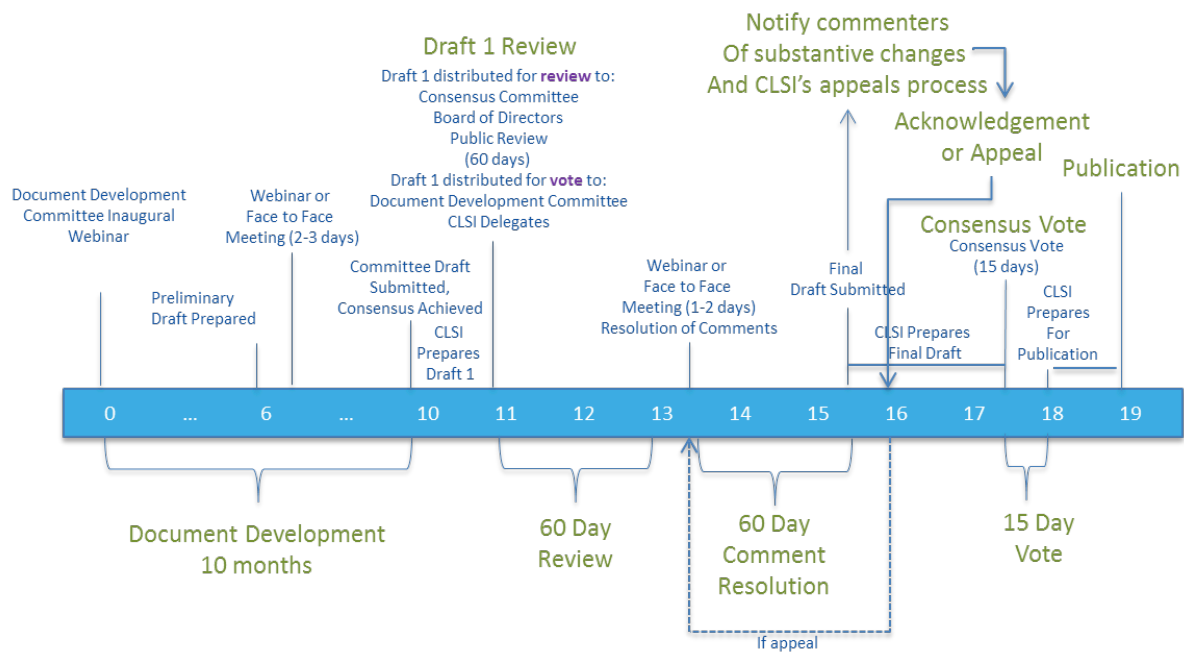 Document Development
Committee Inaugural
Webinar
Preliminary
Draft Prepared
Webinar or
Face to Face
Meeting (2-3 days)
Committee Draft
Submitted,
Consensus Achieved
CLSI
Prepares
Draft 1
Draft 1 Review
Draft 1 distributed for review to:
Consensus Committee
Board of Directors
Public Review
(60 days)
Draft 1 distributed for vote to:
Document Development Committee
CLSI Delegates
Webinar or
Face to Face
Meeting (1-2 days)
Resolution of Comments
Notify commenters
Of substantive changes
And CLSI’s appeals process
Final
Draft Submitted
CLSI Prepares
Final Draft
Acknowledgement
or Appeal
Consensus Vote
Consensus Vote
(15 days)
CLSI
Prepares
For
Publication
Publication
0 ... 6 ... 10 11 12 13 14 15 16 17 18 19
Document Development
10 months
60 Day
Review
60 Day
Comment
Resolution
15 Day
Vote
If appeal